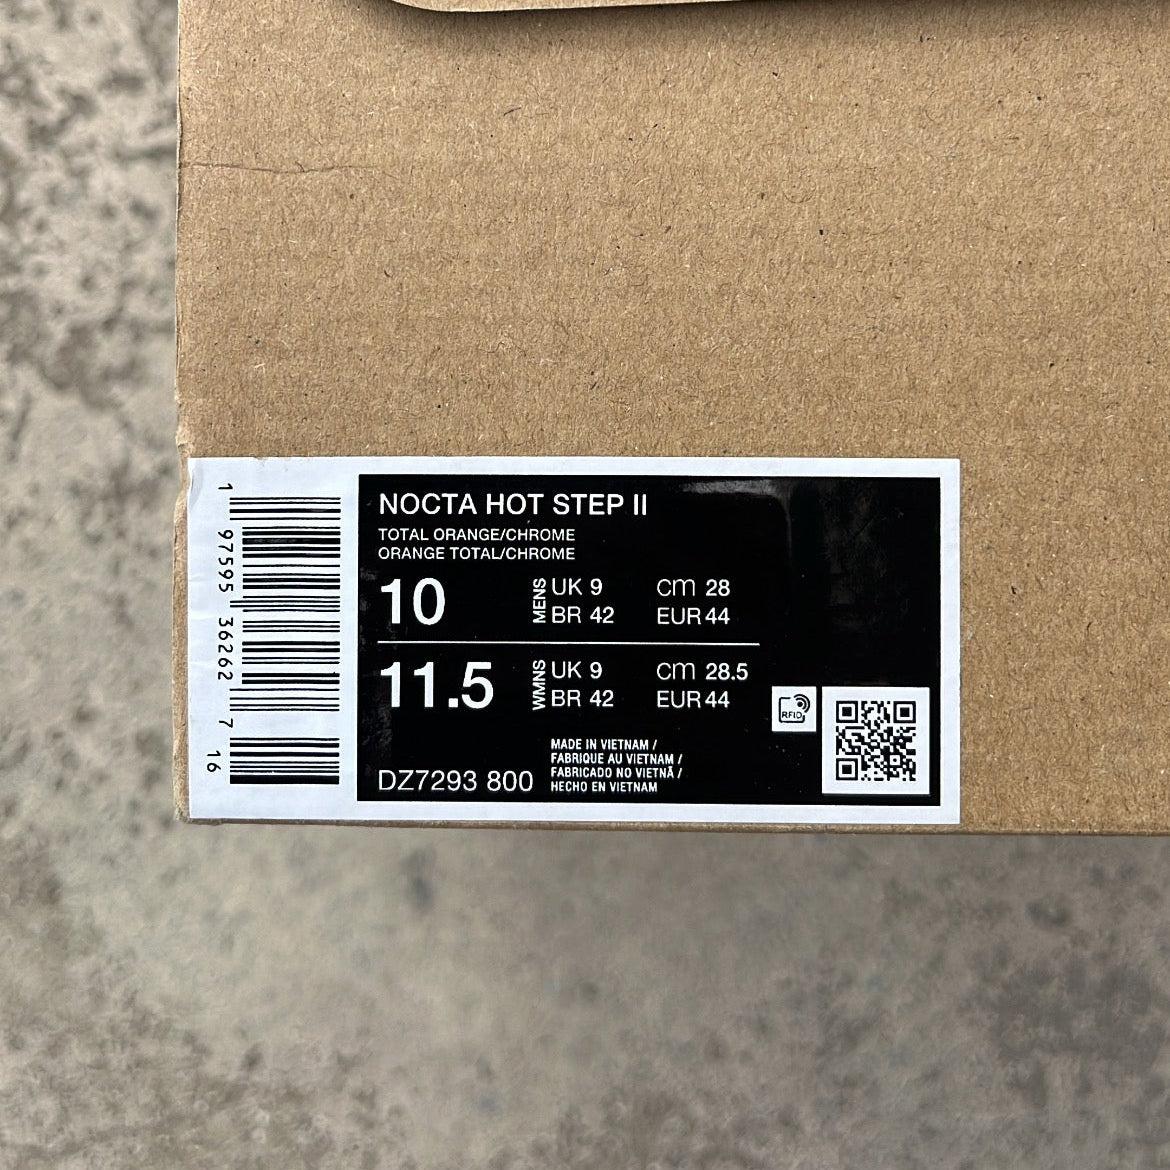 1 97595 36262 7 16
NOCTA HOT STEP II
TOTAL ORANGE/CHROME
ORANGE TOTAL/CHROME
10 MENS UK 9 cm 28
BR 42 EUR 44
11.5 WMNS UK 9 cm 28.5
BR 42 EUR 44
RFID
DZ7293 800
MADE IN VIETNAM /
FABRIQUE AU VIETNAM /
FABRICADO NO VIETNÃ /
HECHO EN VIETNAM